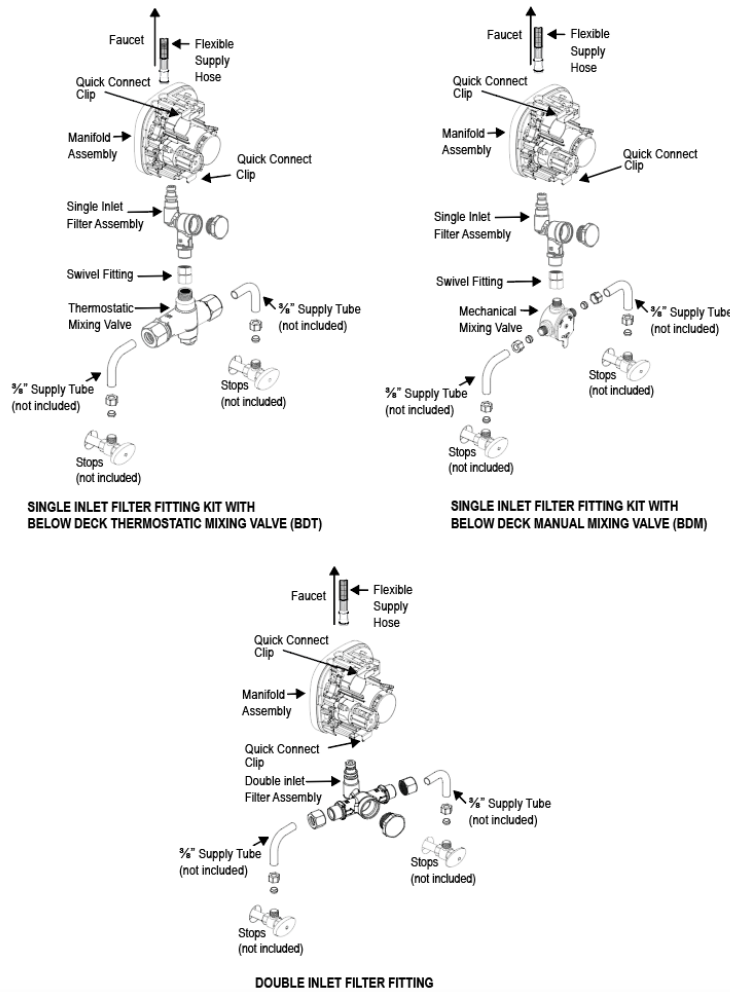 Faucet
Flexible
Supply
Hose
Quick Connect
Clip
Manifold
Assembly
Quick Connect
Clip
Single Inlet
Filter Assembly
Swivel Fitting
Thermostatic
Mixing Valve
⅜" Supply Tube
(not included)
⅜" Supply Tube
(not included)
Stops
(not included)
Stops
(not included)
SINGLE INLET FILTER FITTING KIT WITH
BELOW DECK THERMOSTATIC MIXING VALVE (BDT)
Faucet
Flexible
Supply
Hose
Quick Connect
Clip
Manifold
Assembly
Quick Connect
Clip
Single Inlet
Filter Assembly
Swivel Fitting
Mechanical
Mixing Valve
⅜" Supply Tube
(not included)
⅜" Supply Tube
(not included)
Stops
(not included)
Stops
(not included)
SINGLE INLET FILTER FITTING KIT WITH
BELOW DECK MANUAL MIXING VALVE (BDM)
Faucet
Flexible
Supply
Hose
Quick Connect
Clip
Manifold
Assembly
Quick Connect
Clip
Double inlet
Filter Assembly
⅜" Supply Tube
(not included)
⅜" Supply Tube
(not included)
Stops
(not included)
Stops
(not included)
DOUBLE INLET FILTER FITTING